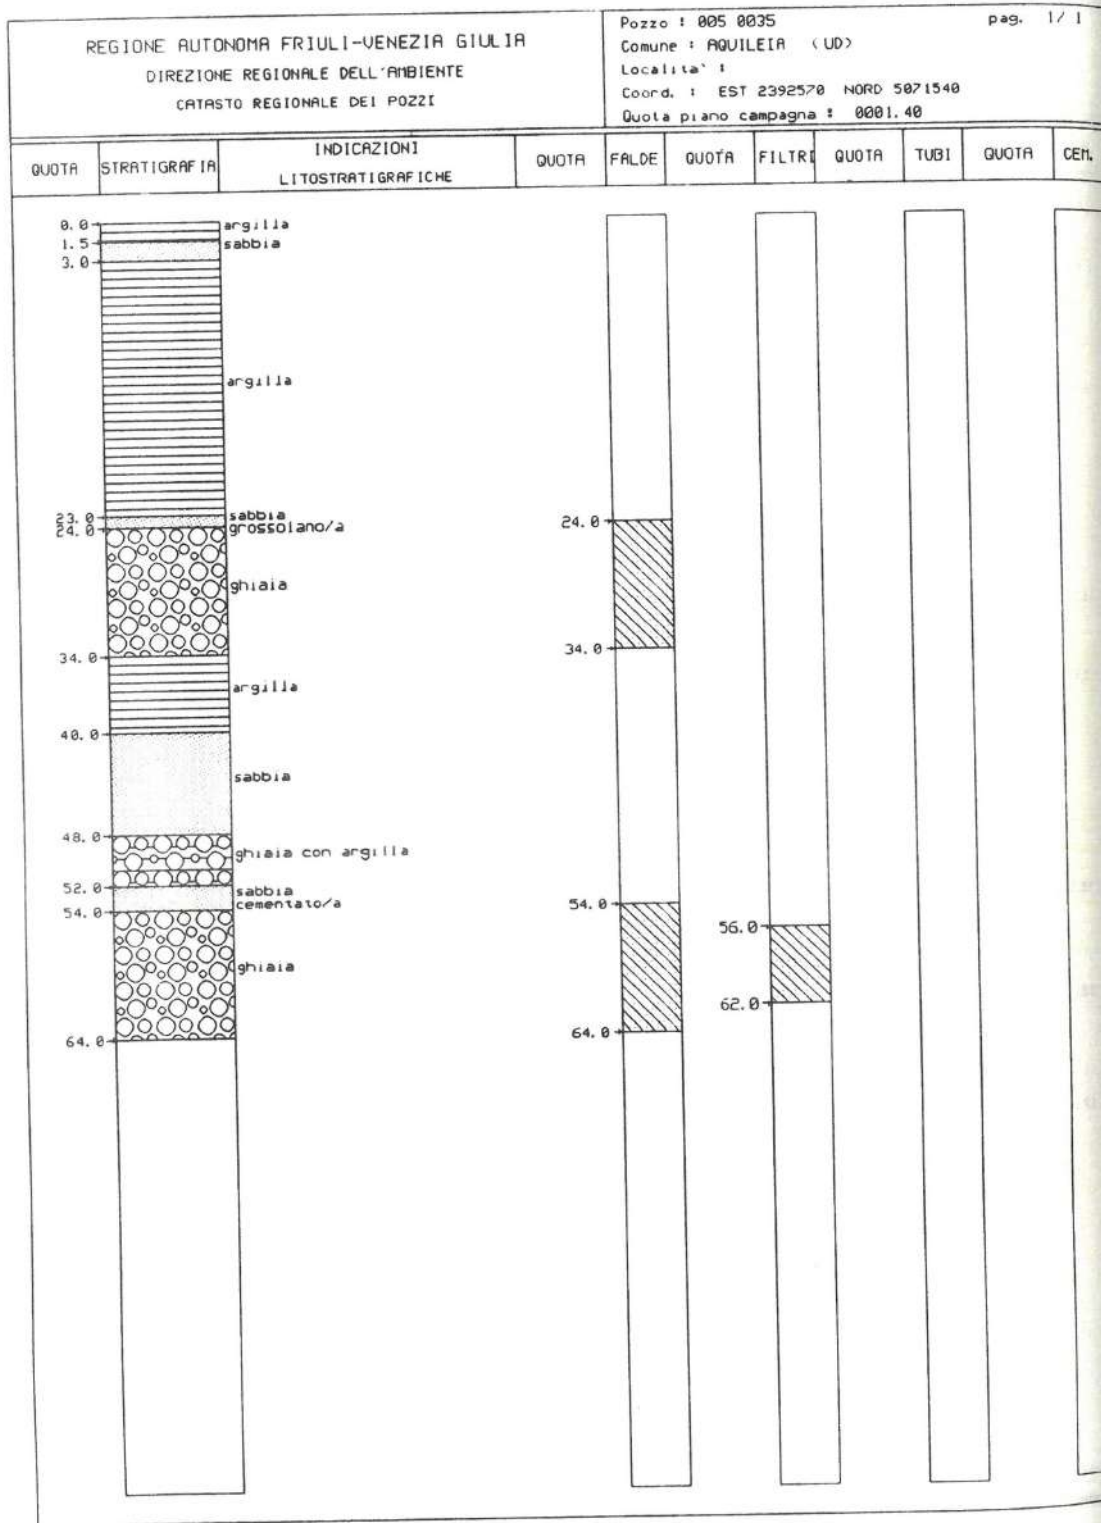 REGIONE AUTONOMA FRIULI-VENEZIA GIULIA
DIREZIONE REGIONALE DELL'AMBIENTE
CATASTO REGIONALE DEI POZZI
Pozzo : 005 0035 pag. 1/ 1
Comune : AQUILEIA (UD)
Localita' :
Coord. : EST 2392570 NORD 5071540
Quota piano campagna : 0001.40
QUOTA STRATIGRAFIA INDICAZIONI LITOSTRATIGRAFICHE QUOTA FALDE QUOTA FILTRI QUOTA TUBI QUOTA CEM.
0.0 argilla
1.5 sabbia
3.0
argilla
23.0 sabbia
24.0 grossolano/a 24.0
ghiaia
34.0 34.0
argilla
40.0
sabbia
48.0
ghiaia con argilla
52.0 sabbia
54.0 cementato/a 54.0
56.0
ghiaia
62.0
64.0 64.0